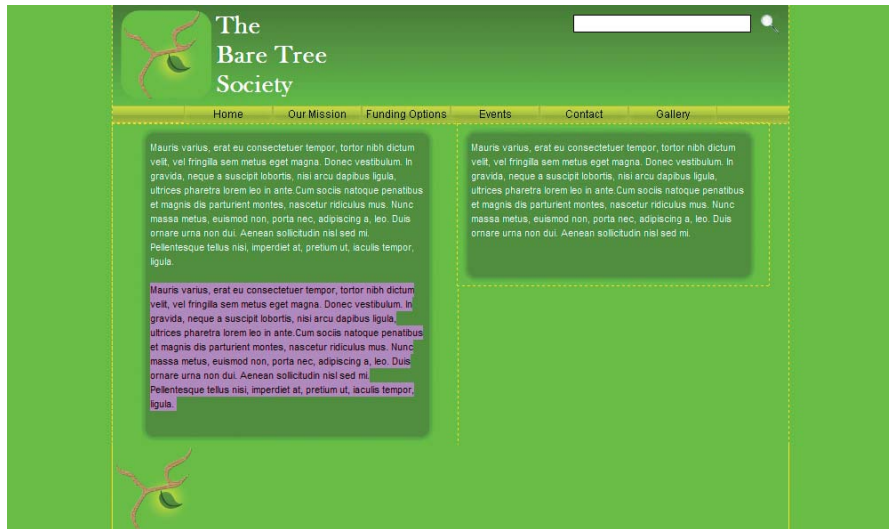 The
Bare Tree
Society
Home Our Mission Funding Options Events Contact Gallery
Mauris varius, erat eu consectetuer tempor, tortor nibh dictum
velit, vel fringilla sem metus eget magna. Donec vestibulum. In
gravida, neque a suscipit lobortis, nisi arcu dapibus ligula,
ultrices pharetra lorem leo in ante.Cum sociis natoque penatibus
et magnis dis parturient montes, nascetur ridiculus mus. Nunc
massa metus, euismod non, porta nec, adipiscing a, leo. Duis
ornare urna non dui. Aenean sollicitudin nisl sed mi.
Pellentesque tellus nisi, imperdiet at, pretium ut, iaculis tempor,
ligula.
Mauris varius, erat eu consectetuer tempor, tortor nibh dictum
velit, vel fringilla sem metus eget magna. Donec vestibulum. In
gravida, neque a suscipit lobortis, nisi arcu dapibus ligula,
ultrices pharetra lorem leo in ante.Cum sociis natoque penatibus
et magnis dis parturient montes, nascetur ridiculus mus. Nunc
massa metus, euismod non, porta nec, adipiscing a, leo. Duis
ornare urna non dui. Aenean sollicitudin nisl sed mi.
Pellentesque tellus nisi, imperdiet at, pretium ut, iaculis tempor,
ligula.
Mauris varius, erat eu consectetuer tempor, tortor nibh dictum
velit, vel fringilla sem metus eget magna. Donec vestibulum. In
gravida, neque a suscipit lobortis, nisi arcu dapibus ligula,
ultrices pharetra lorem leo in ante.Cum sociis natoque penatibus
et magnis dis parturient montes, nascetur ridiculus mus. Nunc
massa metus, euismod non, porta nec, adipiscing a, leo. Duis
ornare urna non dui. Aenean sollicitudin nisl sed mi.